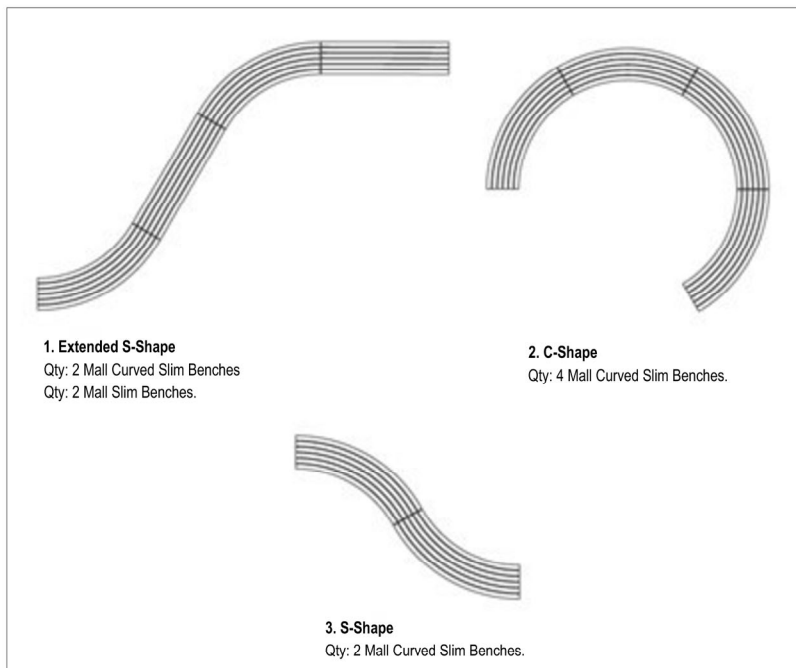 1. Extended S-Shape
Qty: 2 Mall Curved Slim Benches
Qty: 2 Mall Slim Benches.
2. C-Shape
Qty: 4 Mall Curved Slim Benches.
3. S-Shape
Qty: 2 Mall Curved Slim Benches.